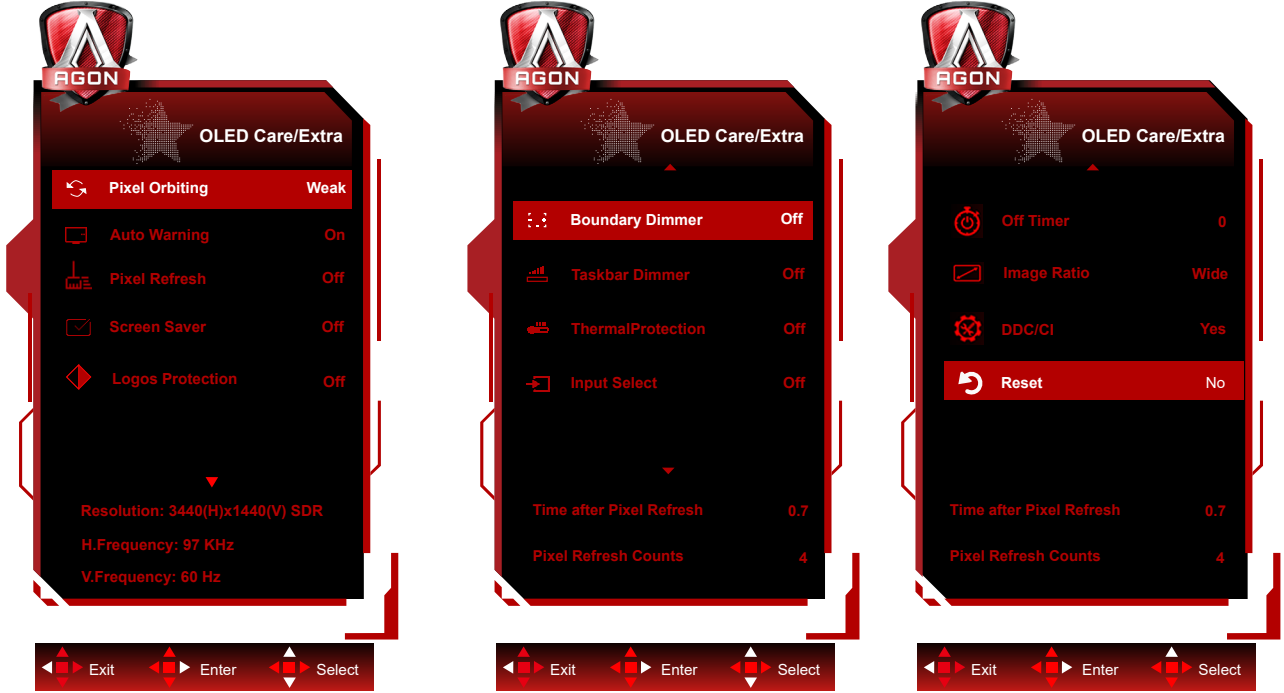 AGON
OLED Care/Extra
Pixel Orbiting Weak
Auto Warning On
Pixel Refresh Off
Screen Saver Off
Logos Protection Off
Resolution: 3440(H)x1440(V) SDR
H.Frequency: 97 KHz
V.Frequency: 60 Hz
Exit Enter Select
AGON
OLED Care/Extra
Boundary Dimmer Off
Taskbar Dimmer Off
ThermalProtection Off
Input Select Off
Time after Pixel Refresh 0.7
Pixel Refresh Counts 4
Exit Enter Select
AGON
OLED Care/Extra
Off Timer 0
Image Ratio Wide
DDC/CI Yes
Reset No
Time after Pixel Refresh 0.7
Pixel Refresh Counts 4
Exit Enter Select